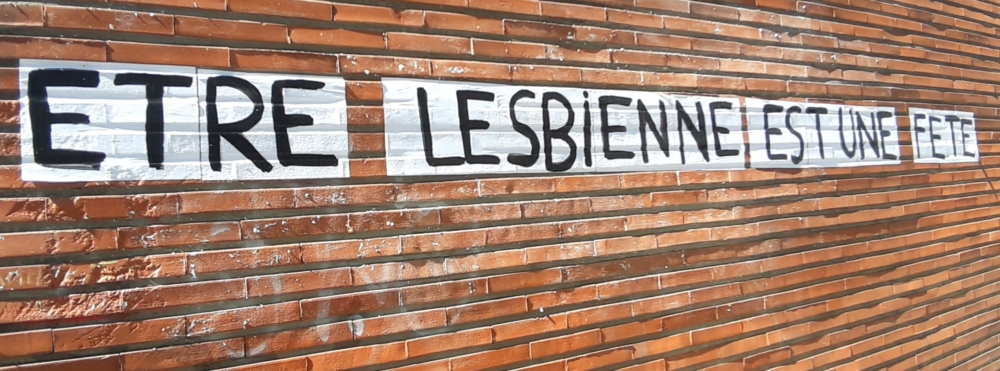 ETRE LESBiENNE EST UNE FETE